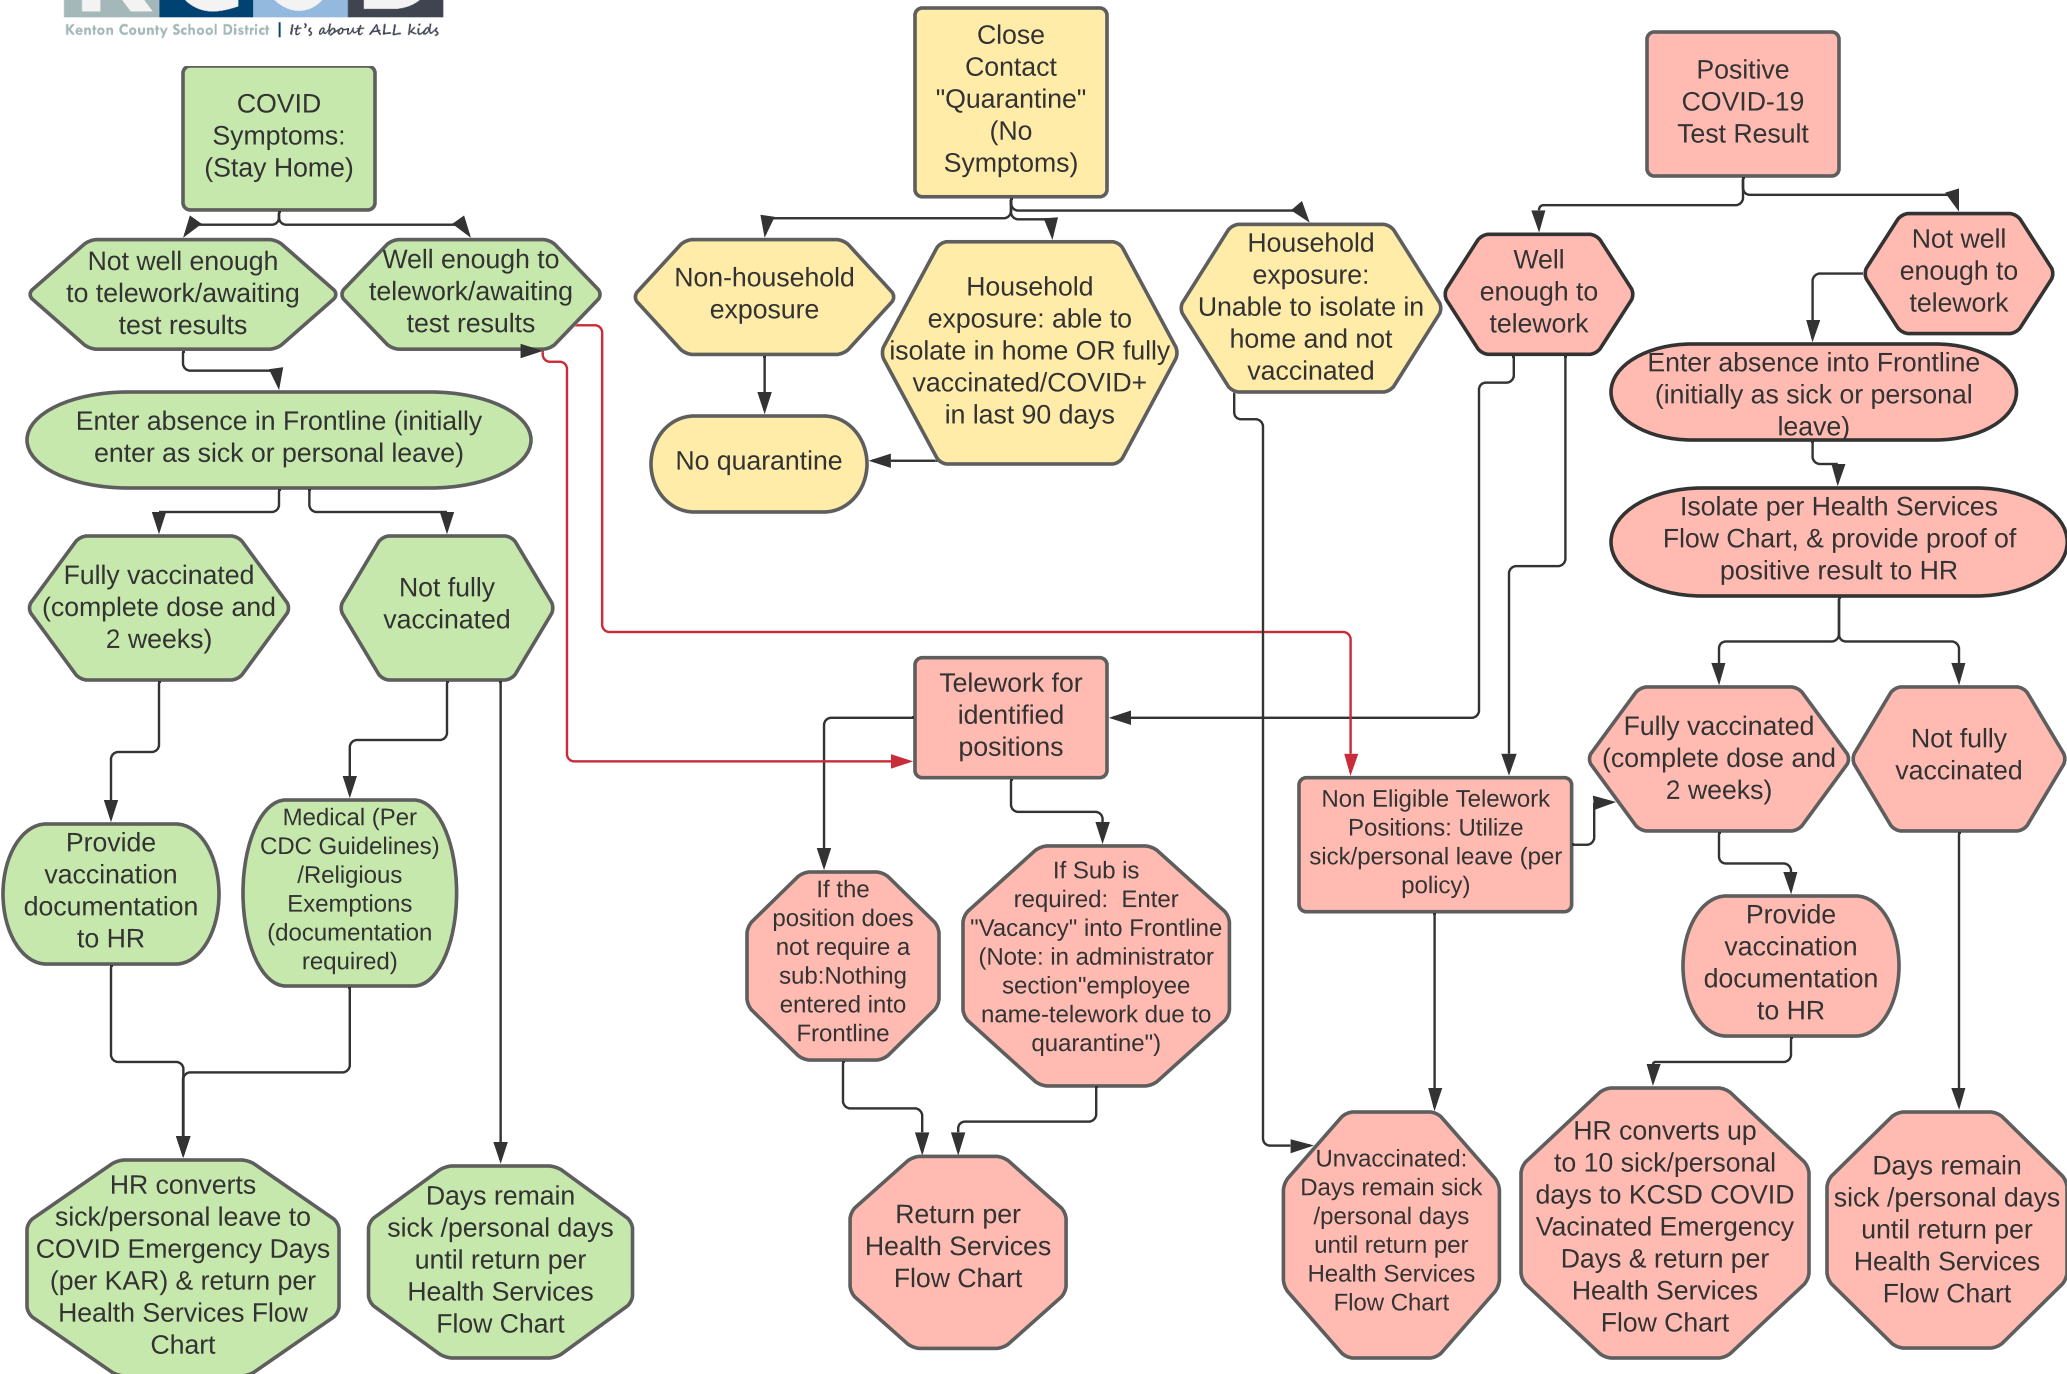 KCSD
Kenton County School District | It's about ALL kids
COVID
Symptoms:
(Stay Home)
Close
Contact
"Quarantine"
(No
Symptoms)
Positive
COVID-19
Test Result
Not well enough
to telework/awaiting
test results
Well enough to
telework/awaiting
test results
Non-household
exposure
Household
exposure: able to
isolate in home OR fully
vaccinated/COVID+
in last 90 days
Household
exposure:
Unable to isolate in
home and not
vaccinated
Well
enough to
telework
Not well
enough to
telework
Enter absence in Frontline (initially
enter as sick or personal leave)
No quarantine
Enter absence into Frontline
(initially as sick or personal
leave)
Isolate per Health Services
Flow Chart, & provide proof of
positive result to HR
Fully vaccinated
(complete dose and
2 weeks)
Not fully
vaccinated
Telework for
identified
positions
Non Eligible Telework
Positions: Utilize
sick/personal leave (per
policy)
Fully vaccinated
(complete dose and
2 weeks)
Not fully
vaccinated
Provide
vaccination
documentation
to HR
Medical (Per
CDC Guidelines)
/Religious
Exemptions
(documentation
required)
If the
position does
not require a
sub:Nothing
entered into
Frontline
If Sub is
required:  Enter
"Vacancy" into Frontline
(Note: in administrator
section"employee
name-telework due to
quarantine")
Provide
vaccination
documentation
to HR
HR converts
sick/personal leave to
COVID Emergency Days
(per KAR) & return per
Health Services Flow
Chart
Days remain
sick /personal days
until return per
Health Services
Flow Chart
Return per
Health Services
Flow Chart
Unvaccinated:
Days remain sick
/personal days
until return per
Health Services
Flow Chart
HR converts up
to 10 sick/personal
days to KCSD COVID
Vacinated Emergency
Days & return per
Health Services
Flow Chart
Days remain
sick /personal days
until return per
Health Services
Flow Chart